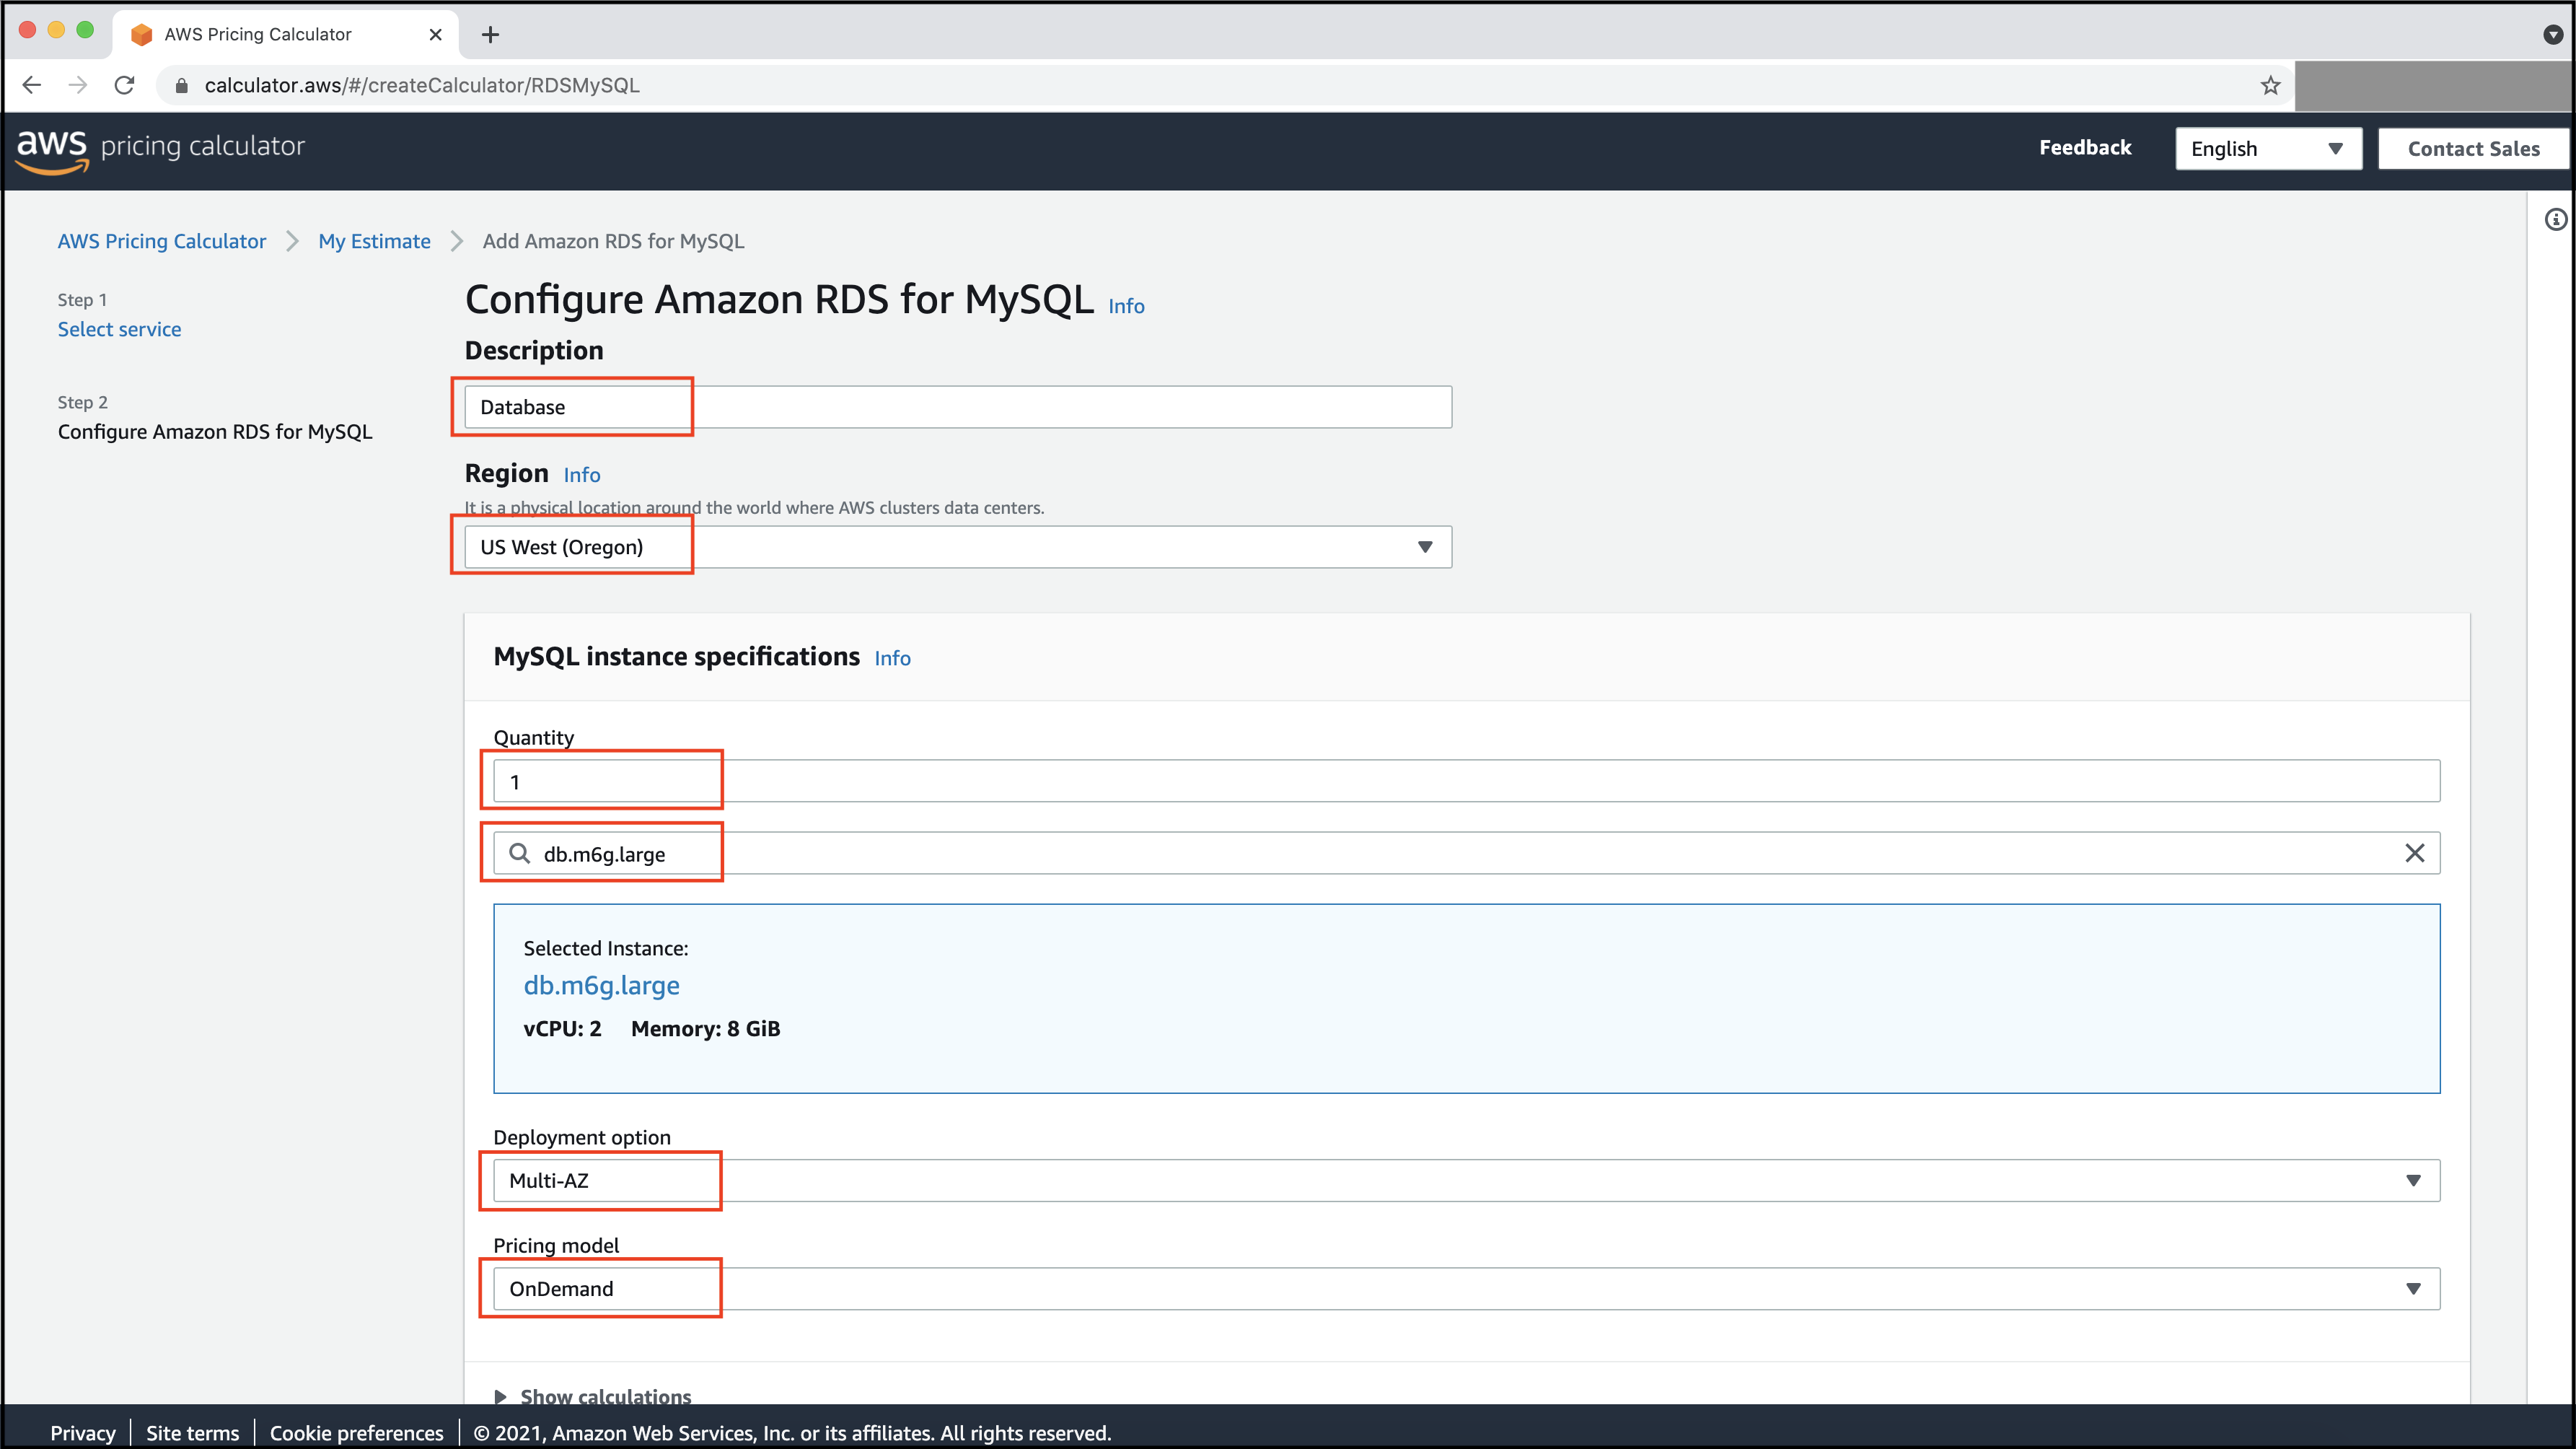 AWS Pricing Calculator
calculator.aws/#/createCalculator/RDSMySQL
aws pricing calculator
Feedback
English
Contact Sales
AWS Pricing Calculator
My Estimate
Add Amazon RDS for MySQL
Step 1
Select service
Step 2
Configure Amazon RDS for MySQL
Configure Amazon RDS for MySQL Info
Description
Database
Region Info
It is a physical location around the world where AWS clusters data centers.
US West (Oregon)
MySQL instance specifications Info
Quantity
1
db.m6g.large
Selected Instance:
db.m6g.large
vCPU: 2 Memory: 8 GiB
Deployment option
Multi-AZ
Pricing model
OnDemand
Show calculations
Privacy
Site terms
Cookie preferences
© 2021, Amazon Web Services, Inc. or its affiliates. All rights reserved.